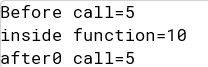 Before call=5
inside function=10
after0 call=5